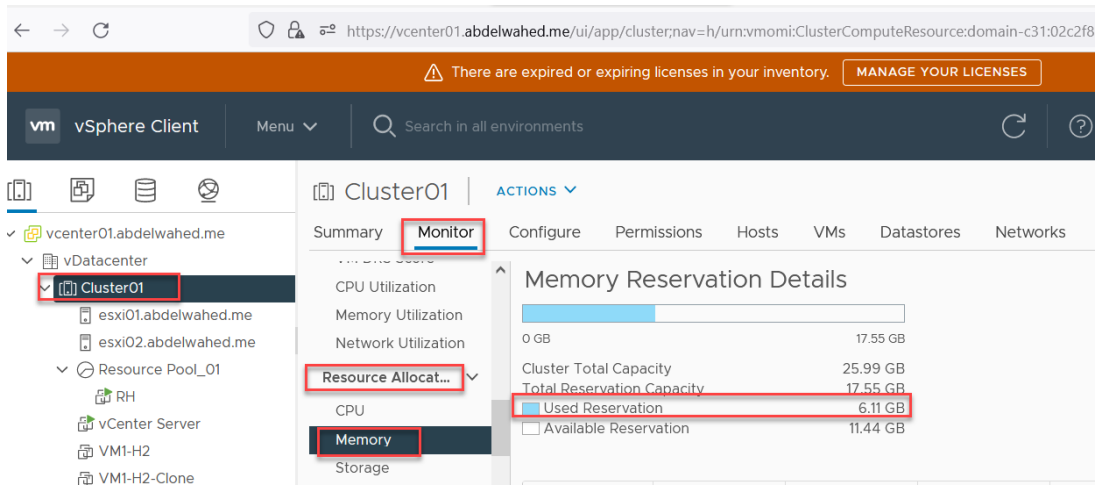 https://vcenter01.abdelwahed.me/ui/app/cluster;nav=h/urn:vmomi:ClusterComputeResource:domain-c31:02c2f8
There are expired or expiring licenses in your inventory. MANAGE YOUR LICENSES
vm vSphere Client Menu Search in all environments
Cluster01 ACTIONS
Summary Monitor Configure Permissions Hosts VMs Datastores Networks
vcenter01.abdelwahed.me
vDatacenter
Cluster01
esxi01.abdelwahed.me
esxi02.abdelwahed.me
Resource Pool_01
RH
vCenter Server
VM1-H2
VM1-H2-Clone
CPU Utilization
Memory Utilization
Network Utilization
Resource Allocat...
CPU
Memory
Storage
Memory Reservation Details
0 GB 17.55 GB
Cluster Total Capacity 25.99 GB
Total Reservation Capacity 17.55 GB
Used Reservation 6.11 GB
Available Reservation 11.44 GB